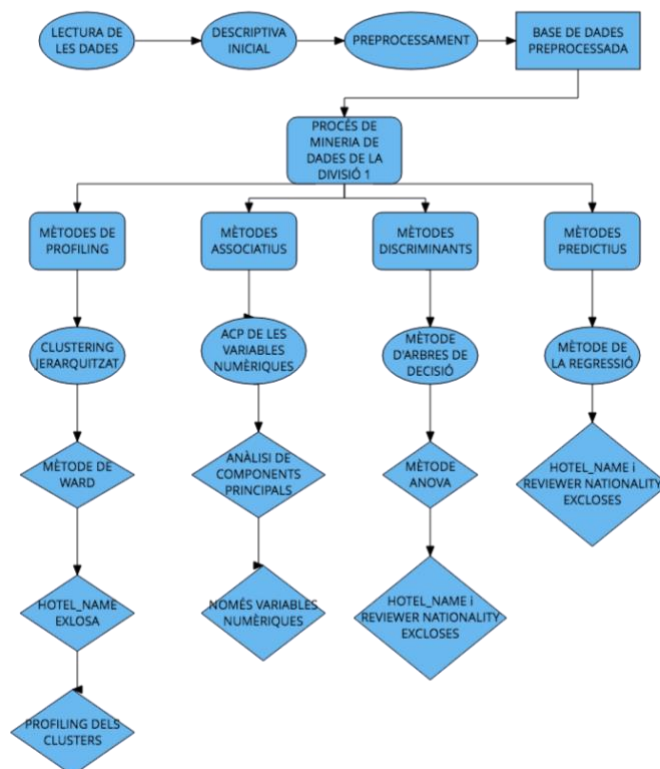 LECTURA DE
LES DADES
DESCRIPTIVA
INICIAL
PREPROCESSAMENT
BASE DE DADES
PREPROCESSADA
PROCÉS DE
MINERIA DE
DADES DE LA
DIVISIÓ 1
MÈTODES DE
PROFILING
MÈTODES
ASSOCIATIUS
MÈTODES
DISCRIMINANTS
MÈTODES
PREDICTIUS
CLUSTERING
JERARQUITZAT
ACP DE LES
VARIABLES
NUMÈRIQUES
MÈTODE
D'ARBRES DE
DECISIÓ
MÈTODE DE
LA REGRESSIÓ
MÈTODE DE
WARD
ANÀLISI DE
COMPONENTS
PRINCIPALS
MÈTODE
ANOVA
HOTEL_NAME i
REVIEWER NATIONALITY
EXCLOSES
HOTEL_NAME
EXLOSA
NOMÉS VARIABLES
NUMÈRIQUES
HOTEL_NAME i
REVIEWER NATIONALITY
EXCLOSES
PROFILING DELS
CLUSTERS